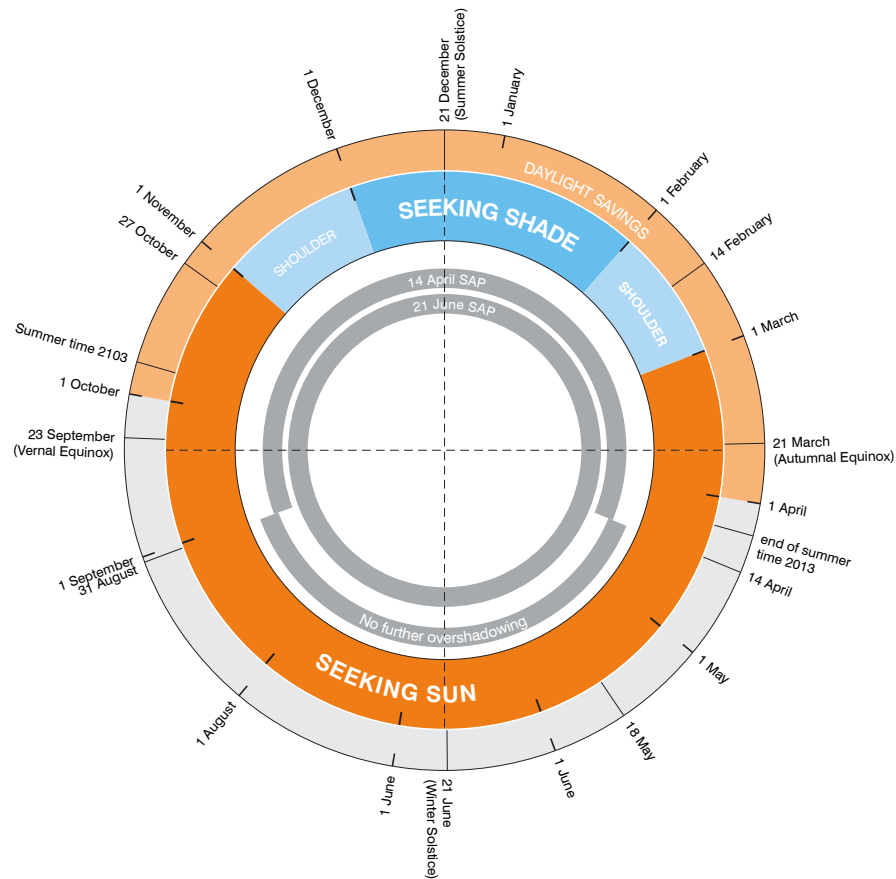 21 December
(Summer Solstice)
1 January
1 February
14 February
1 March
21 March
(Autumnal Equinox)
1 April
end of summer
time 2013
14 April
1 May
18 May
1 June
21 June
(Winter Solstice)
1 June
1 August
31 August
1 September
23 September
(Vernal Equinox)
1 October
Summer time 2103
27 October
1 November
1 December
DAYLIGHT SAVINGS
SEEKING SHADE
SHOULDER
SHOULDER
14 April SAP
21 June SAP
No further overshadowing
SEEKING SUN